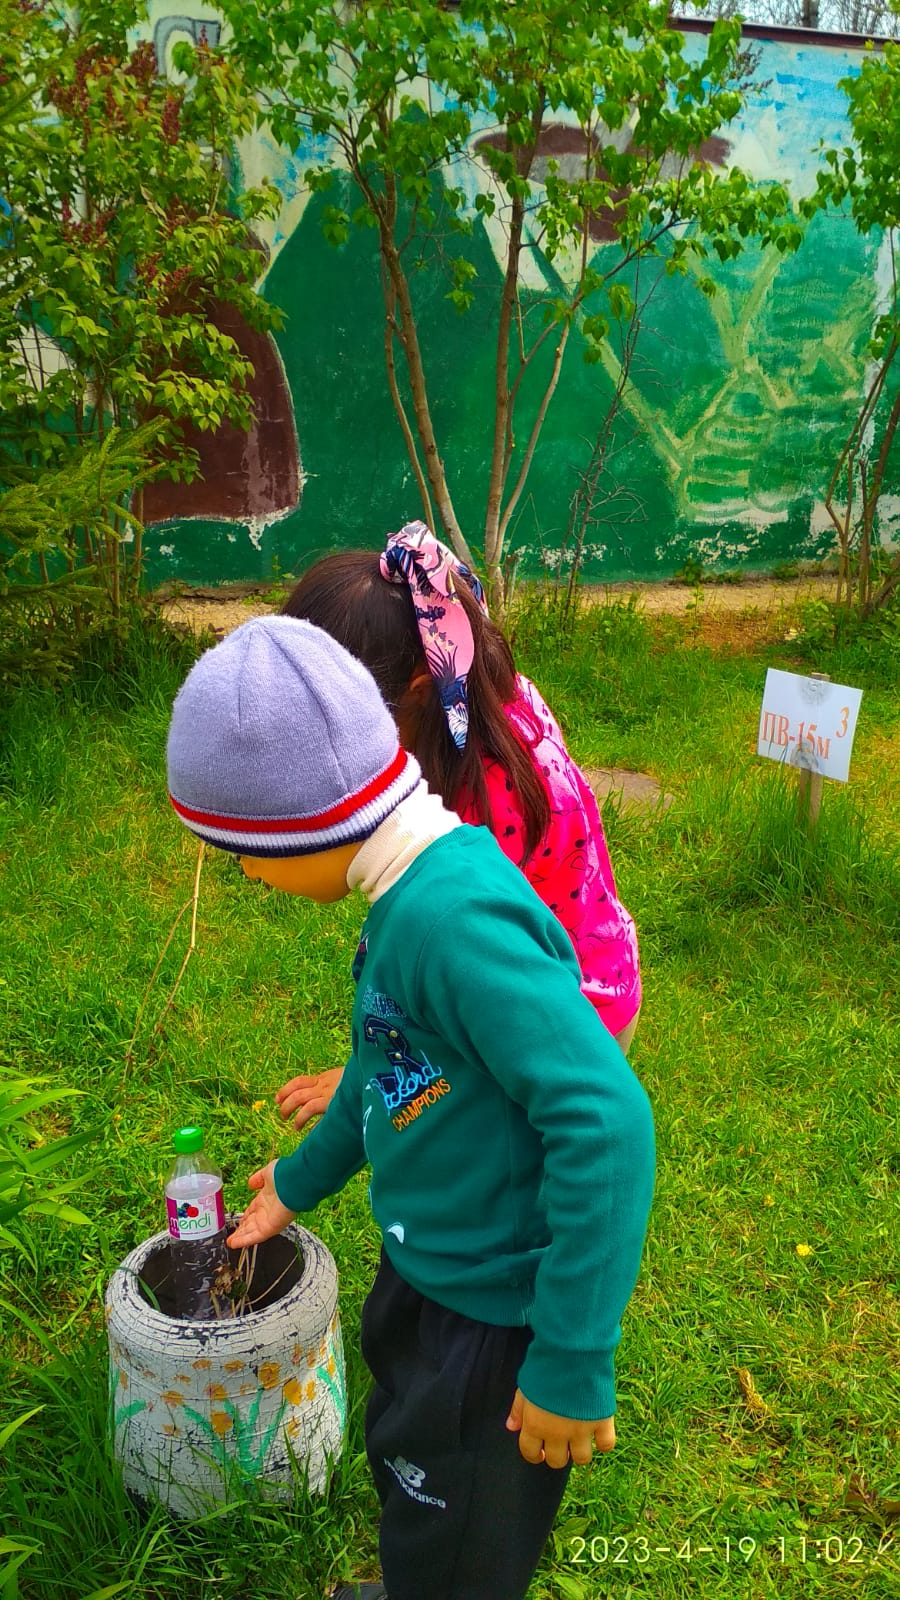 ПВ-15м 3
CHAMPIONS
endi
new balance
2023-4-19 11:02